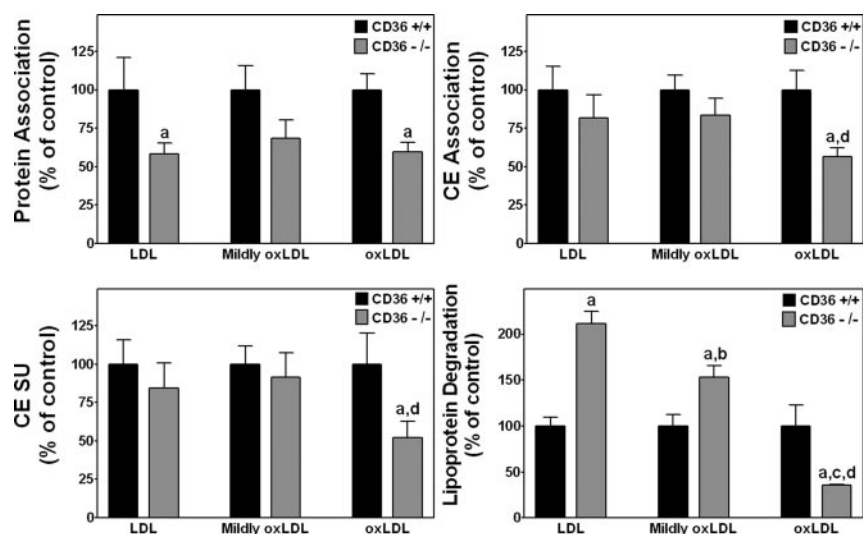 Protein Association
(% of control)
125
100
75
50
25
0
CD36 +/+
CD36 -/-
a
a
LDL
Mildly oxLDL
oxLDL
CE Association
(% of control)
125
100
75
50
25
0
CD36 +/+
CD36 -/-
a,d
LDL
Mildly oxLDL
oxLDL
CE SU
(% of control)
125
100
75
50
25
0
CD36 +/+
CD36 -/-
a,d
LDL
Mildly oxLDL
oxLDL
Lipoprotein Degradation
(% of control)
200
150
100
50
0
CD36 +/+
CD36 -/-
a
a,b
a,c,d
LDL
Mildly oxLDL
oxLDL